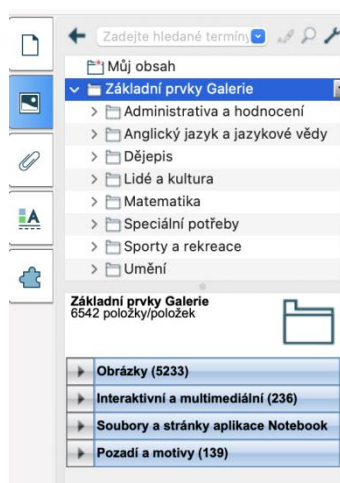 Zadejte hledané termíny
Můj obsah
Základní prvky Galerie
Administrativa a hodnocení
Anglický jazyk a jazykové vědy
Dějepis
Lidé a kultura
Matematika
Speciální potřeby
Sporty a rekreace
Umění
Základní prvky Galerie
6542 položky/položek
Obrázky (5233)
Interaktivní a multimediální (236)
Soubory a stránky aplikace Notebook
Pozadí a motivy (139)